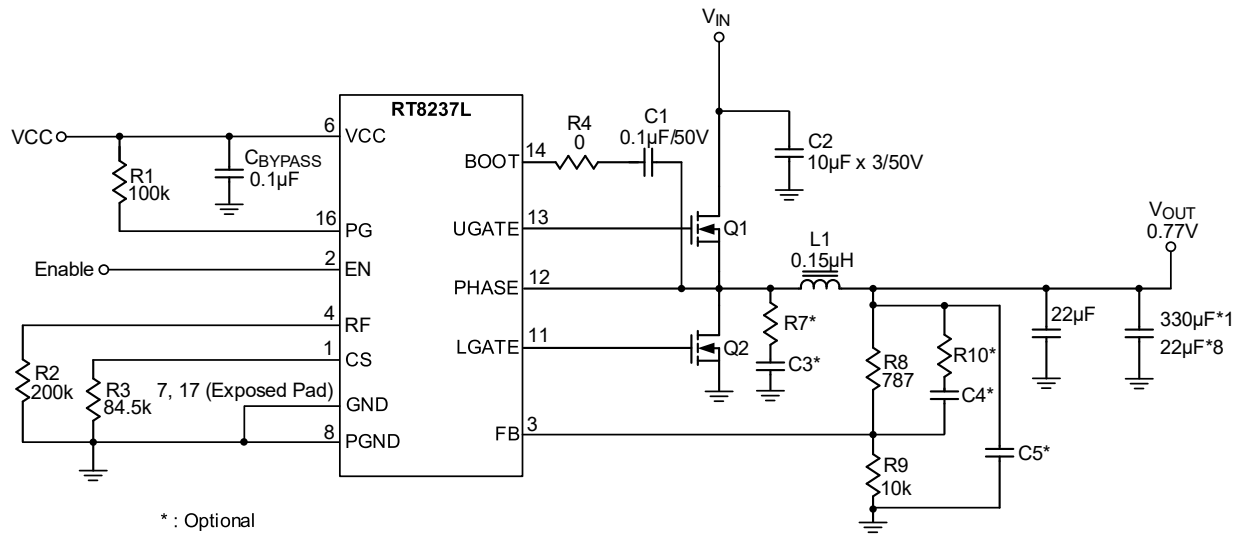 VIN
RT8237L
VCC
6
VCC
CBYPASS
0.1µF
R1
100k
16
PG
Enable
2
EN
4
RF
1
CS
R2
200k
R3
84.5k
7, 17 (Exposed Pad)
GND
8
PGND
BOOT
14
R4
0
C1
0.1µF/50V
C2
10µF x 3/50V
UGATE
13
Q1
PHASE
12
L1
0.15µH
VOUT
0.77V
LGATE
11
Q2
R7*
C3*
R8
787
R10*
C4*
22µF
330µF*1
22µF*8
FB
3
C5*
R9
10k
* : Optional